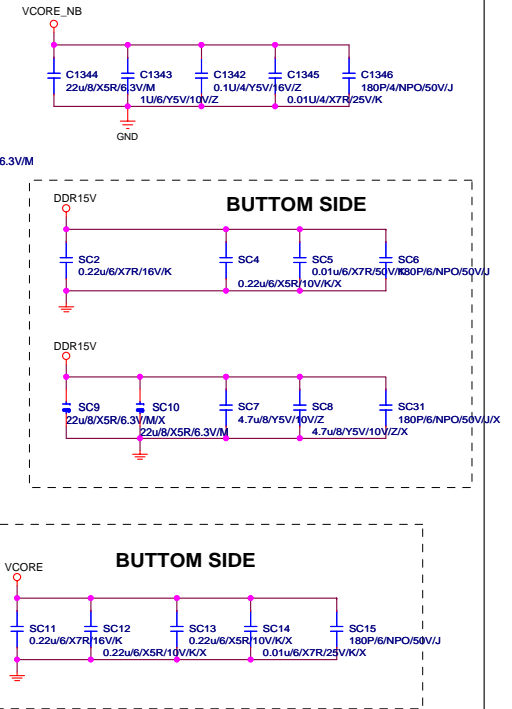 VCORE_NB
C1344
22u/8/X5R/6.3V/M
C1343
1U/6/Y5V/10V/Z
C1342
0.1U/4/Y5V/16V/Z
C1345
0.01U/4/X7R/25V/K
C1346
180P/4/NPO/50V/J
GND
6.3V/M
BUTTOM SIDE
DDR15V
SC2
0.22u/6/X7R/16V/K
SC4
0.22u/6/X5R/10V/K/X
SC5
0.01u/6/X7R/50V/K
SC6
180P/6/NPO/50V/J
DDR15V
SC9
22u/8/X5R/6.3V/M/X
SC10
22u/8/X5R/6.3V/M
SC7
4.7u/8/Y5V/10V/Z
SC8
4.7u/8/Y5V/10V/Z/X
SC31
180P/6/NPO/50V/J/X
BUTTOM SIDE
VCORE
SC11
0.22u/6/X7R/16V/K
SC12
0.22u/6/X5R/10V/K/X
SC13
0.22u/6/X5R/10V/K/X
SC14
0.01u/6/X7R/25V/K/X
SC15
180P/6/NPO/50V/J